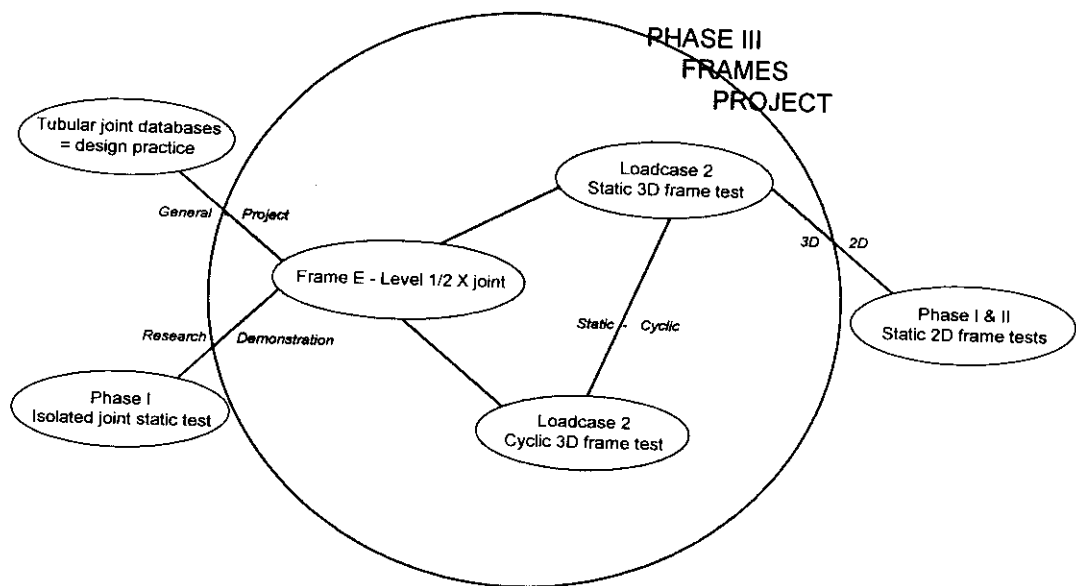 PHASE III
FRAMES
PROJECT
Tubular joint databases
= design practice
Loadcase 2
Static 3D frame test
General
Project
3D
2D
Frame E - Level 1/2 X joint
Phase I & II
Static 2D frame tests
Static - Cyclic
Research
Demonstration
Phase I
Isolated joint static test
Loadcase 2
Cyclic 3D frame test